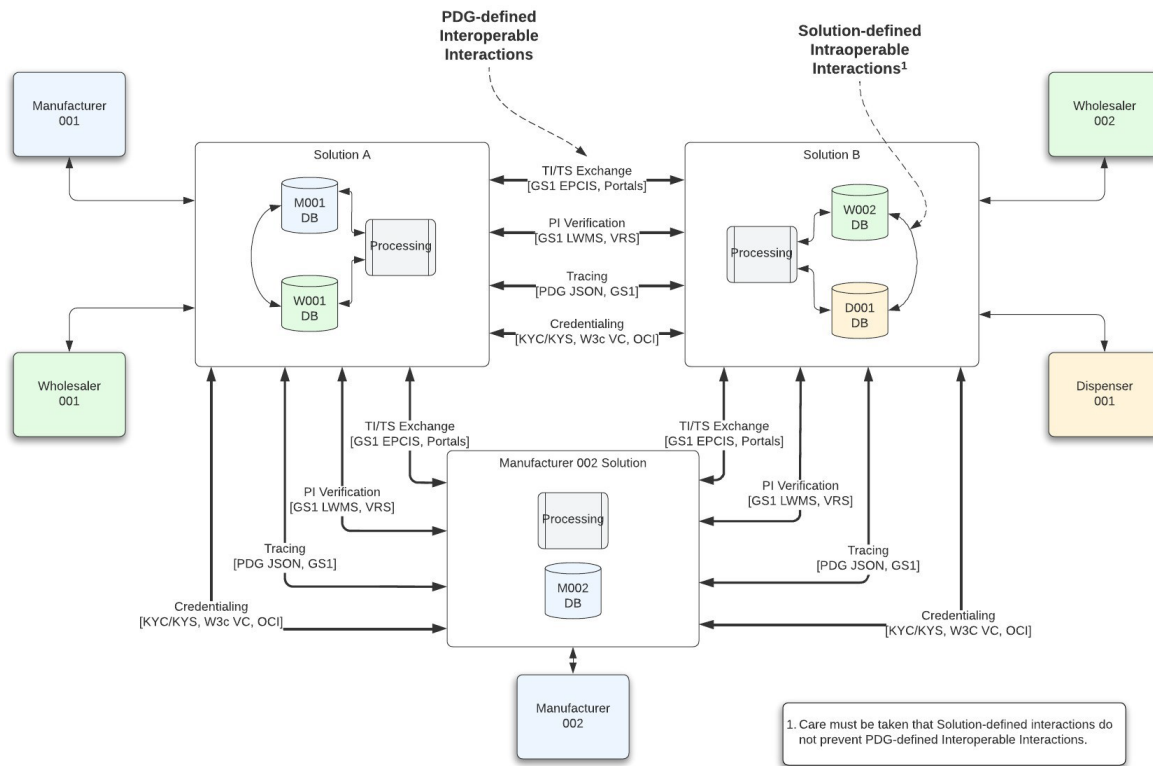 PDG-defined
Interoperable
Interactions
Solution-defined
Intraoperable
Interactions1
Manufacturer
001
Wholesaler
002
Solution A
M001
DB
Processing
W001
DB
TI/TS Exchange
[GS1 EPCIS, Portals]
PI Verification
[GS1 LWMS, VRS]
Tracing
[PDG JSON, GS1]
Credentialing
[KYC/KYS, W3c VC, OCI]
Solution B
W002
DB
Processing
D001
DB
Wholesaler
001
Dispenser
001
TI/TS Exchange
[GS1 EPCIS, Portals]
PI Verification
[GS1 LWMS, VRS]
Tracing
[PDG JSON, GS1]
Credentialing
[KYC/KYS, W3c VC, OCI]
Manufacturer 002 Solution
Processing
M002
DB
TI/TS Exchange
[GS1 EPCIS, Portals]
PI Verification
[GS1 LWMS, VRS]
Tracing
[PDG JSON, GS1]
Credentialing
[KYC/KYS, W3C VC, OCI]
Manufacturer
002
1. Care must be taken that Solution-defined interactions do
not prevent PDG-defined Interoperable Interactions.